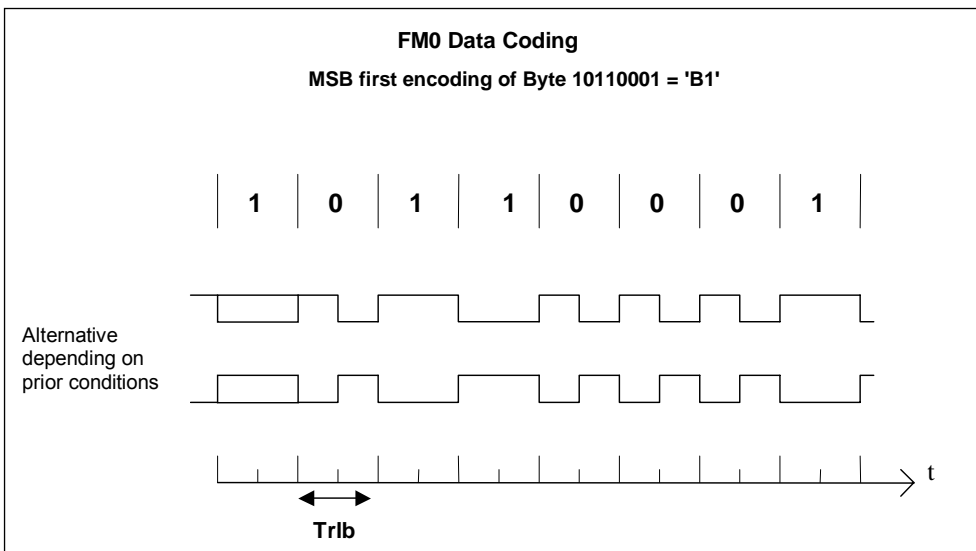 FM0 Data Coding
MSB first encoding of Byte 10110001 = 'B1'
1 0 1 1 0 0 0 1
Alternative
depending on
prior conditions
t
Trlb